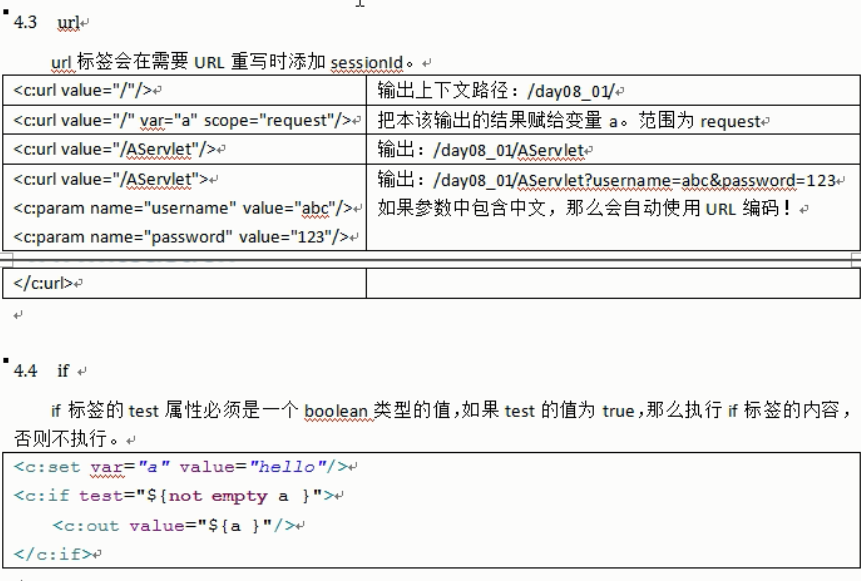 4.3 url
url 标签会在需要 URL 重写时添加 sessionId。
<c:url value="/"/> 输出上下文路径：/day08_01/
<c:url value="/" var="a" scope="request"/> 把本该输出的结果赋给变量 a。范围为 request
<c:url value="/AServlet"/> 输出：/day08_01/AServlet
<c:url value="/AServlet"> 输出：/day08_01/AServlet?username=abc&password=123
<c:param name="username" value="abc"/> 如果参数中包含中文，那么会自动使用 URL 编码！
<c:param name="password" value="123"/>
</c:url>
4.4 if
if 标签的 test 属性必须是一个 boolean 类型的值，如果 test 的值为 true，那么执行 if 标签的内容，
否则不执行。
<c:set var="a" value="hello"/>
<c:if test="${not empty a }">
<c:out value="${a }"/>
</c:if>